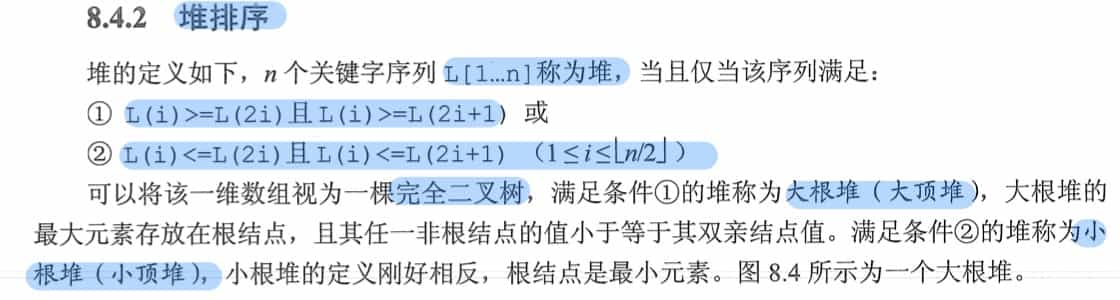 8.4.2 堆排序
堆的定义如下，n 个关键字序列 L[1…n]称为堆，当且仅当该序列满足：
① L(i)>=L(2i)且 L(i)>=L(2i+1) 或
② L(i)<=L(2i)且 L(i)<=L(2i+1) （1≤i≤⌊n/2⌋）
可以将该一维数组视为一棵完全二叉树，满足条件①的堆称为大根堆（大顶堆），大根堆的
最大元素存放在根结点，且其任一非根结点的值小于等于其双亲结点值。满足条件②的堆称为小
根堆（小顶堆），小根堆的定义刚好相反，根结点是最小元素。图 8.4 所示为一个大根堆。